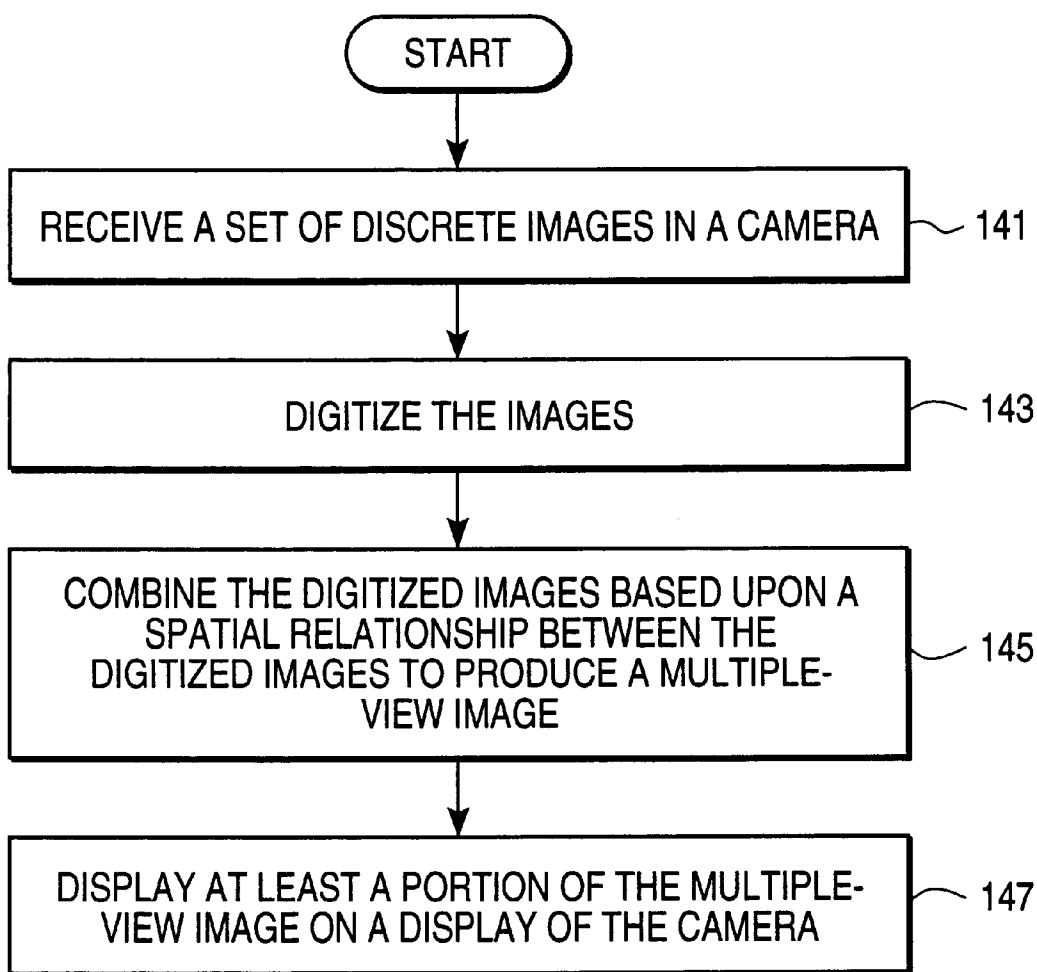 START
RECEIVE A SET OF DISCRETE IMAGES IN A CAMERA
141
DIGITIZE THE IMAGES
143
COMBINE THE DIGITIZED IMAGES BASED UPON A
SPATIAL RELATIONSHIP BETWEEN THE
DIGITIZED IMAGES TO PRODUCE A MULTIPLE-
VIEW IMAGE
145
DISPLAY AT LEAST A PORTION OF THE MULTIPLE-
VIEW IMAGE ON A DISPLAY OF THE CAMERA
147